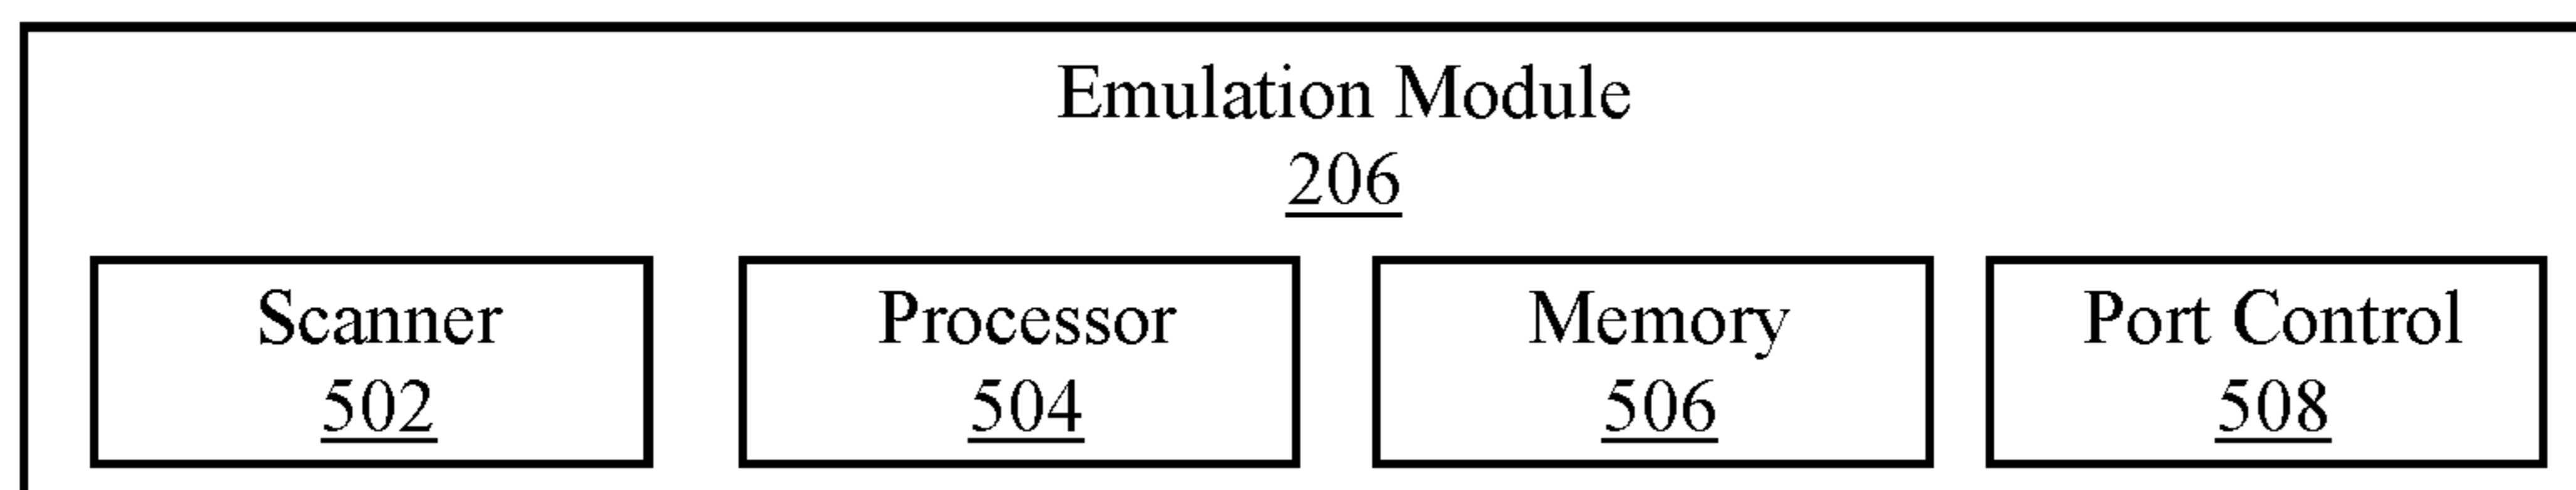 Emulation Module
206
Scanner
502
Processor
504
Memory
506
Port Control
508